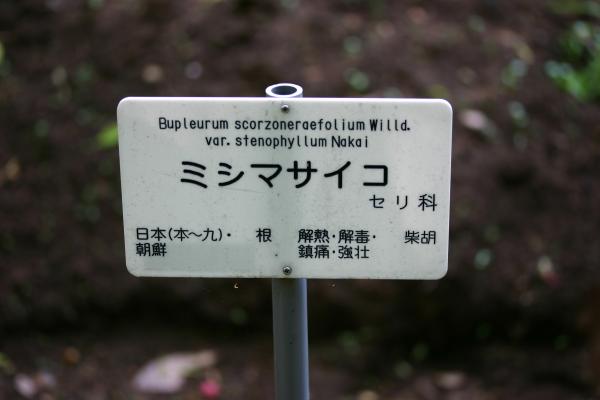 Bupleurum scorzoneraefolium Willd.
var. stenophyllum Nakai
ミシマサイコ
セリ科
日本(本〜九)・ 根 解熱・解毒・ 柴胡
朝鮮 鎮痛・強壮